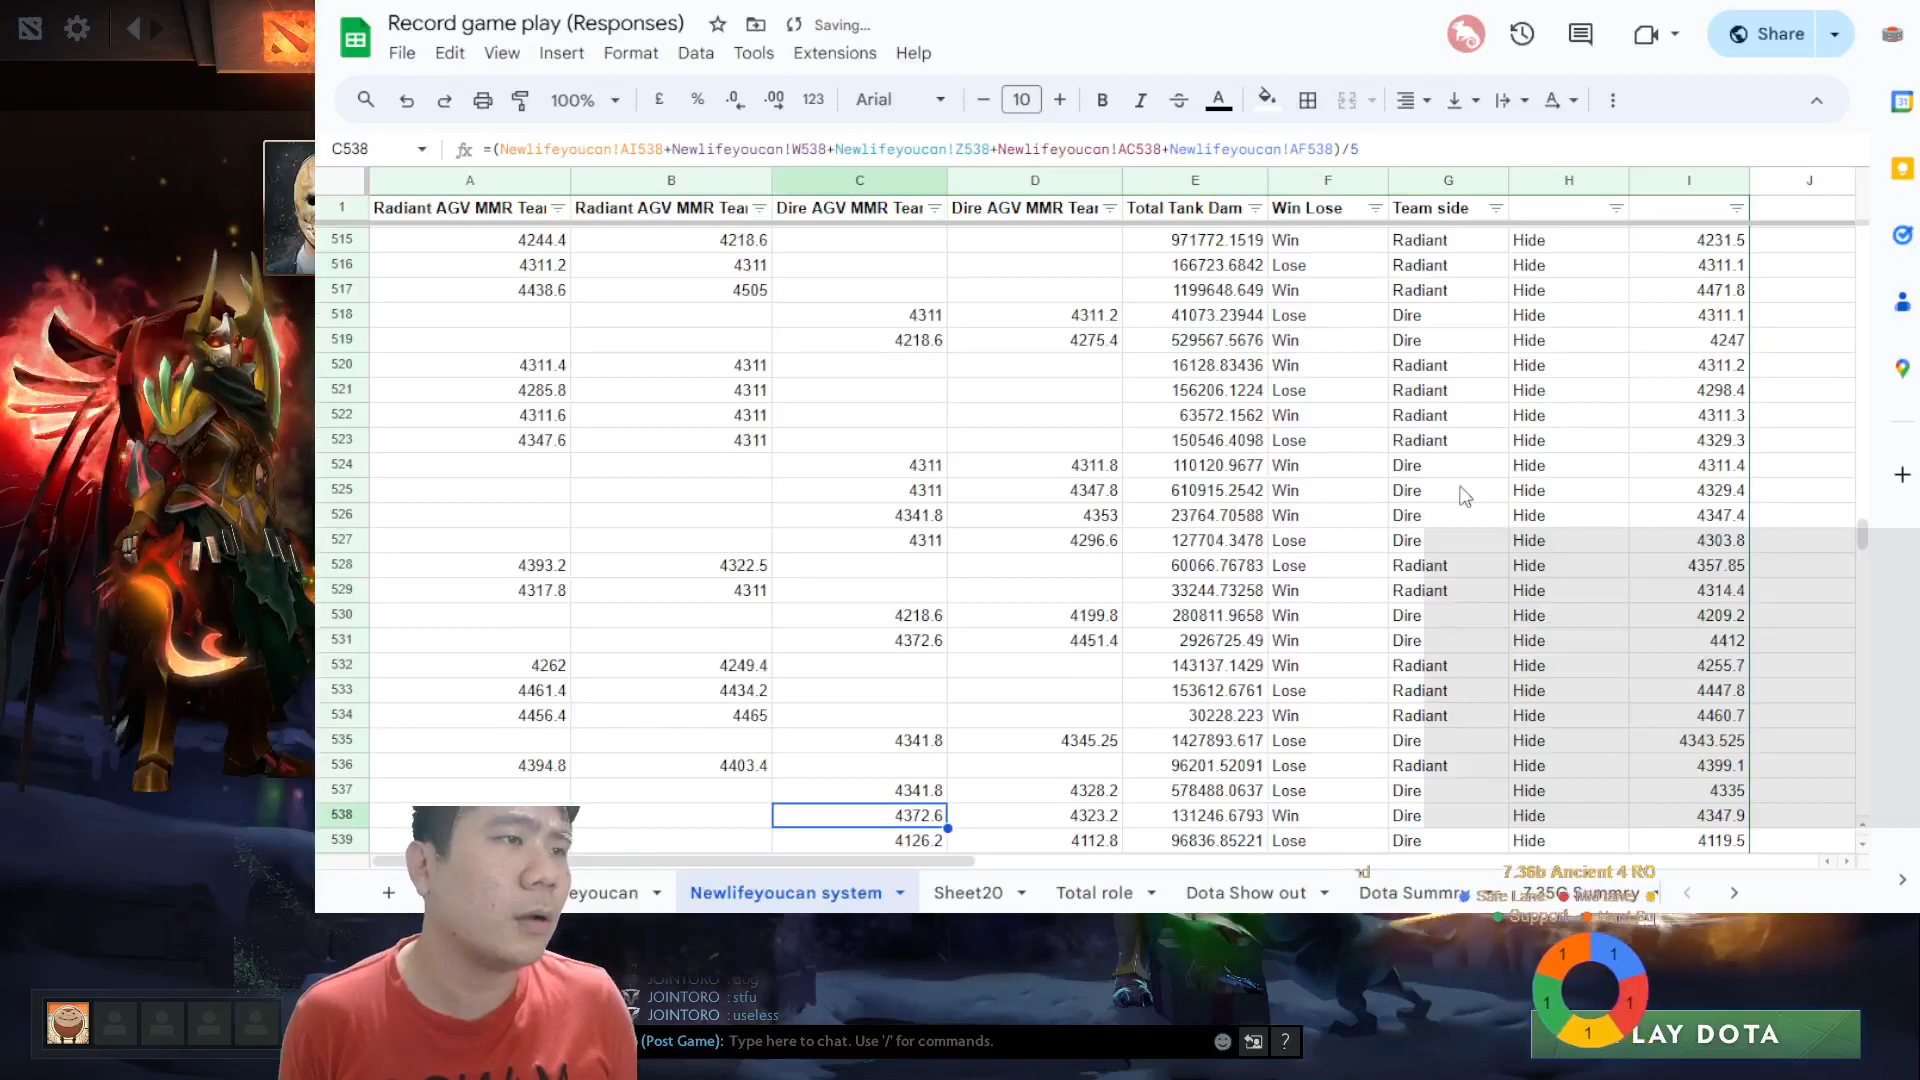 Record game play (Responses) Saving...
File Edit View Insert Format Data Tools Extensions Help
Share
100% £ % .0 .00 123 Arial 10 B I A
C538 fx =(Newlifeyoucan!AI538+Newlifeyoucan!W538+Newlifeyoucan!Z538+Newlifeyoucan!AC538+Newlifeyoucan!AF538)/5
A B C D E F G H I J
1 Radiant AGV MMR Tear Radiant AGV MMR Tear Dire AGV MMR Tear Dire AGV MMR Tear Total Tank Dam Win Lose Team side
515 4244.4 4218.6 971772.1519 Win Radiant Hide 4231.5
516 4311.2 4311 166723.6842 Lose Radiant Hide 4311.1
517 4438.6 4505 1199648.649 Win Radiant Hide 4471.8
518 4311 4311.2 41073.23944 Lose Dire Hide 4311.1
519 4218.6 4275.4 529567.5676 Win Dire Hide 4247
520 4311.4 4311 16128.83436 Win Radiant Hide 4311.2
521 4285.8 4311 156206.1224 Lose Radiant Hide 4298.4
522 4311.6 4311 63572.1562 Win Radiant Hide 4311.3
523 4347.6 4311 150546.4098 Lose Radiant Hide 4329.3
524 4311 4311.8 110120.9677 Win Dire Hide 4311.4
525 4311 4347.8 610915.2542 Win Dire Hide 4329.4
526 4341.8 4353 23764.70588 Win Dire Hide 4347.4
527 4311 4296.6 127704.3478 Lose Dire Hide 4303.8
528 4393.2 4322.5 60066.76783 Lose Radiant Hide 4357.85
529 4317.8 4311 33244.73258 Win Radiant Hide 4314.4
530 4218.6 4199.8 280811.9658 Win Dire Hide 4209.2
531 4372.6 4451.4 2926725.49 Win Dire Hide 4412
532 4262 4249.4 143137.1429 Win Radiant Hide 4255.7
533 4461.4 4434.2 153612.6761 Lose Radiant Hide 4447.8
534 4456.4 4465 30228.223 Win Radiant Hide 4460.7
535 4341.8 4345.25 1427893.617 Lose Dire Hide 4343.525
536 4394.8 4403.4 96201.52091 Lose Radiant Hide 4399.1
537 4341.8 4328.2 578488.0637 Lose Dire Hide 4335
538 4372.6 4323.2 131246.6793 Win Dire Hide 4347.9
539 4126.2 4112.8 96836.85221 Lose Dire Hide 4119.5
7.36b Ancient 4 RO
eyoucan Newlifeyoucan system Sheet20 Total role Dota Show out Dota Summry
Safe Lane
Support
JOINTORO : dog
JOINTORO : stfu
JOINTORO : useless
(Post Game): Type here to chat. Use '/' for commands. ?
1 1 1 1 1
LAY DOTA